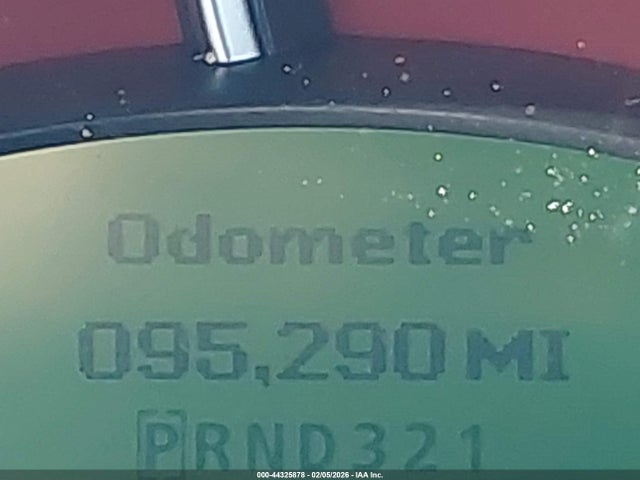 Odometer
095,290 MI
PRND321
000-44325878 - 02/05/2026 - IAA Inc.